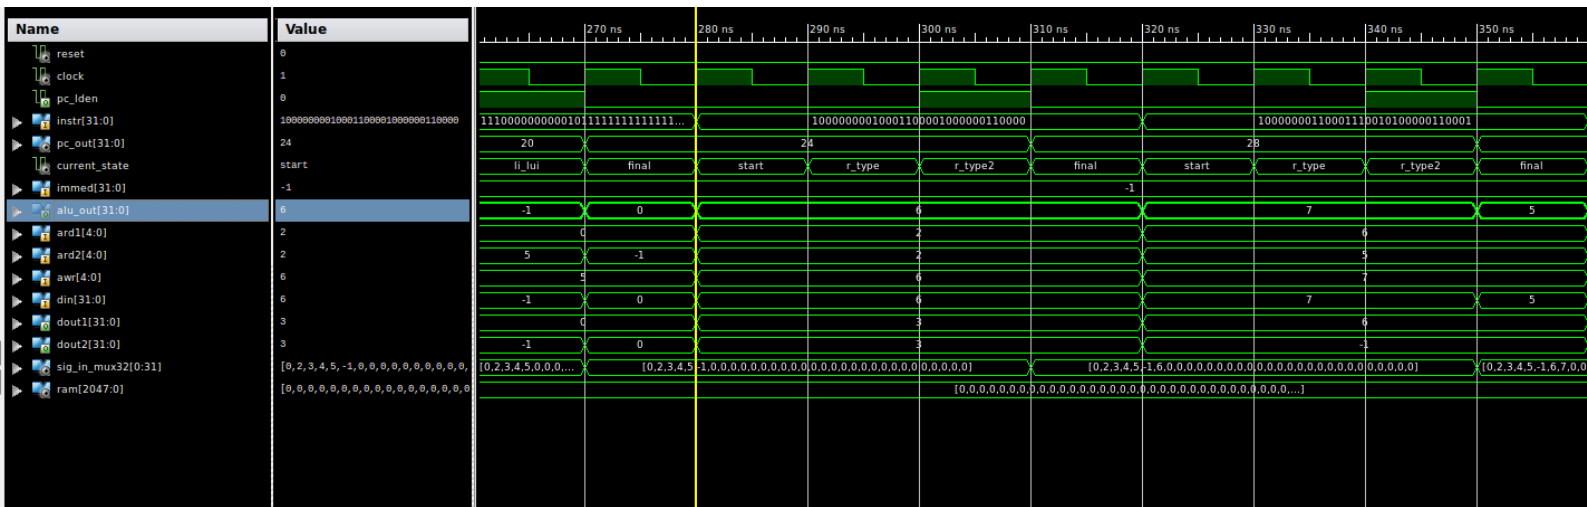 Name Value 270 ns 280 ns 290 ns 300 ns 310 ns 320 ns 330 ns 340 ns 350 ns
reset 0
clock 1
pc_lden 0
instr[31:0] 10000000010001100001000000110000 1110000000000101111111111111... 10000000010001100001000000110000 10000000110001110010100000110001
pc_out[31:0] 24 20 24 28
current_state start li_lui final start r_type r_type2 final start r_type r_type2 final
immed[31:0] -1 -1
alu_out[31:0] 6 -1 0 6 7 5
ard1[4:0] 2 0 2 6
ard2[4:0] 2 5 -1 2 5
awr[4:0] 6 5 6 7
din[31:0] 6 -1 0 6 7 5
dout1[31:0] 3 0 3 6
dout2[31:0] 3 -1 0 3 -1
sig_in_mux32[0:31] [0,2,3,4,5,-1,0,0,0,0,0,0,0,0,0,0, [0,2,3,4,5,0,0,0,... [0,2,3,4,5,-1,0,0,0,0,0,0,0,0,0,0,0,0,0,0,0,0,0,0,0,0,0,0,0,0,0,0] [0,2,3,4,5,-1,6,0,0,0,0,0,0,0,0,0,0,0,0,0,0,0,0,0,0,0,0,0,0,0,0,0] [0,2,3,4,5,-1,6,7,0,0
ram[2047:0] [0,0,0,0,0,0,0,0,0,0,0,0,0,0,0,0,0 [0,0,0,0,0,0,0,0,0,0,0,0,0,0,0,0,0,0,0,0,0,0,0,0,0,0,0,0,0,0,0,...]